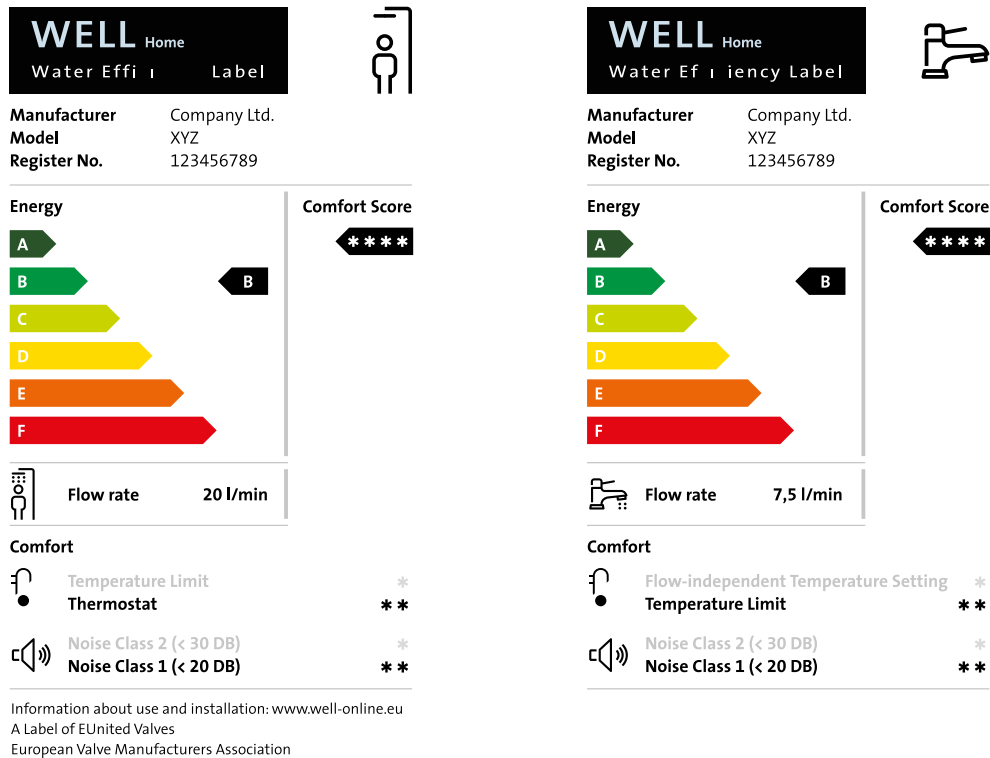 WELL Home
Water Effi ı Label
Manufacturer Company Ltd.
Model XYZ
Register No. 123456789
Energy Comfort Score
A ****
B B
C
D
E
F
Flow rate 20 l/min
Comfort
Temperature Limit *
Thermostat **
Noise Class 2 (< 30 DB) *
Noise Class 1 (< 20 DB) **
Information about use and installation: www.well-online.eu
A Label of EUnited Valves
European Valve Manufacturers Association
WELL Home
Water Ef ı iency Label
Manufacturer Company Ltd.
Model XYZ
Register No. 123456789
Energy Comfort Score
A ****
B B
C
D
E
F
Flow rate 7,5 l/min
Comfort
Flow-independent Temperature Setting *
Temperature Limit **
Noise Class 2 (< 30 DB) *
Noise Class 1 (< 20 DB) **